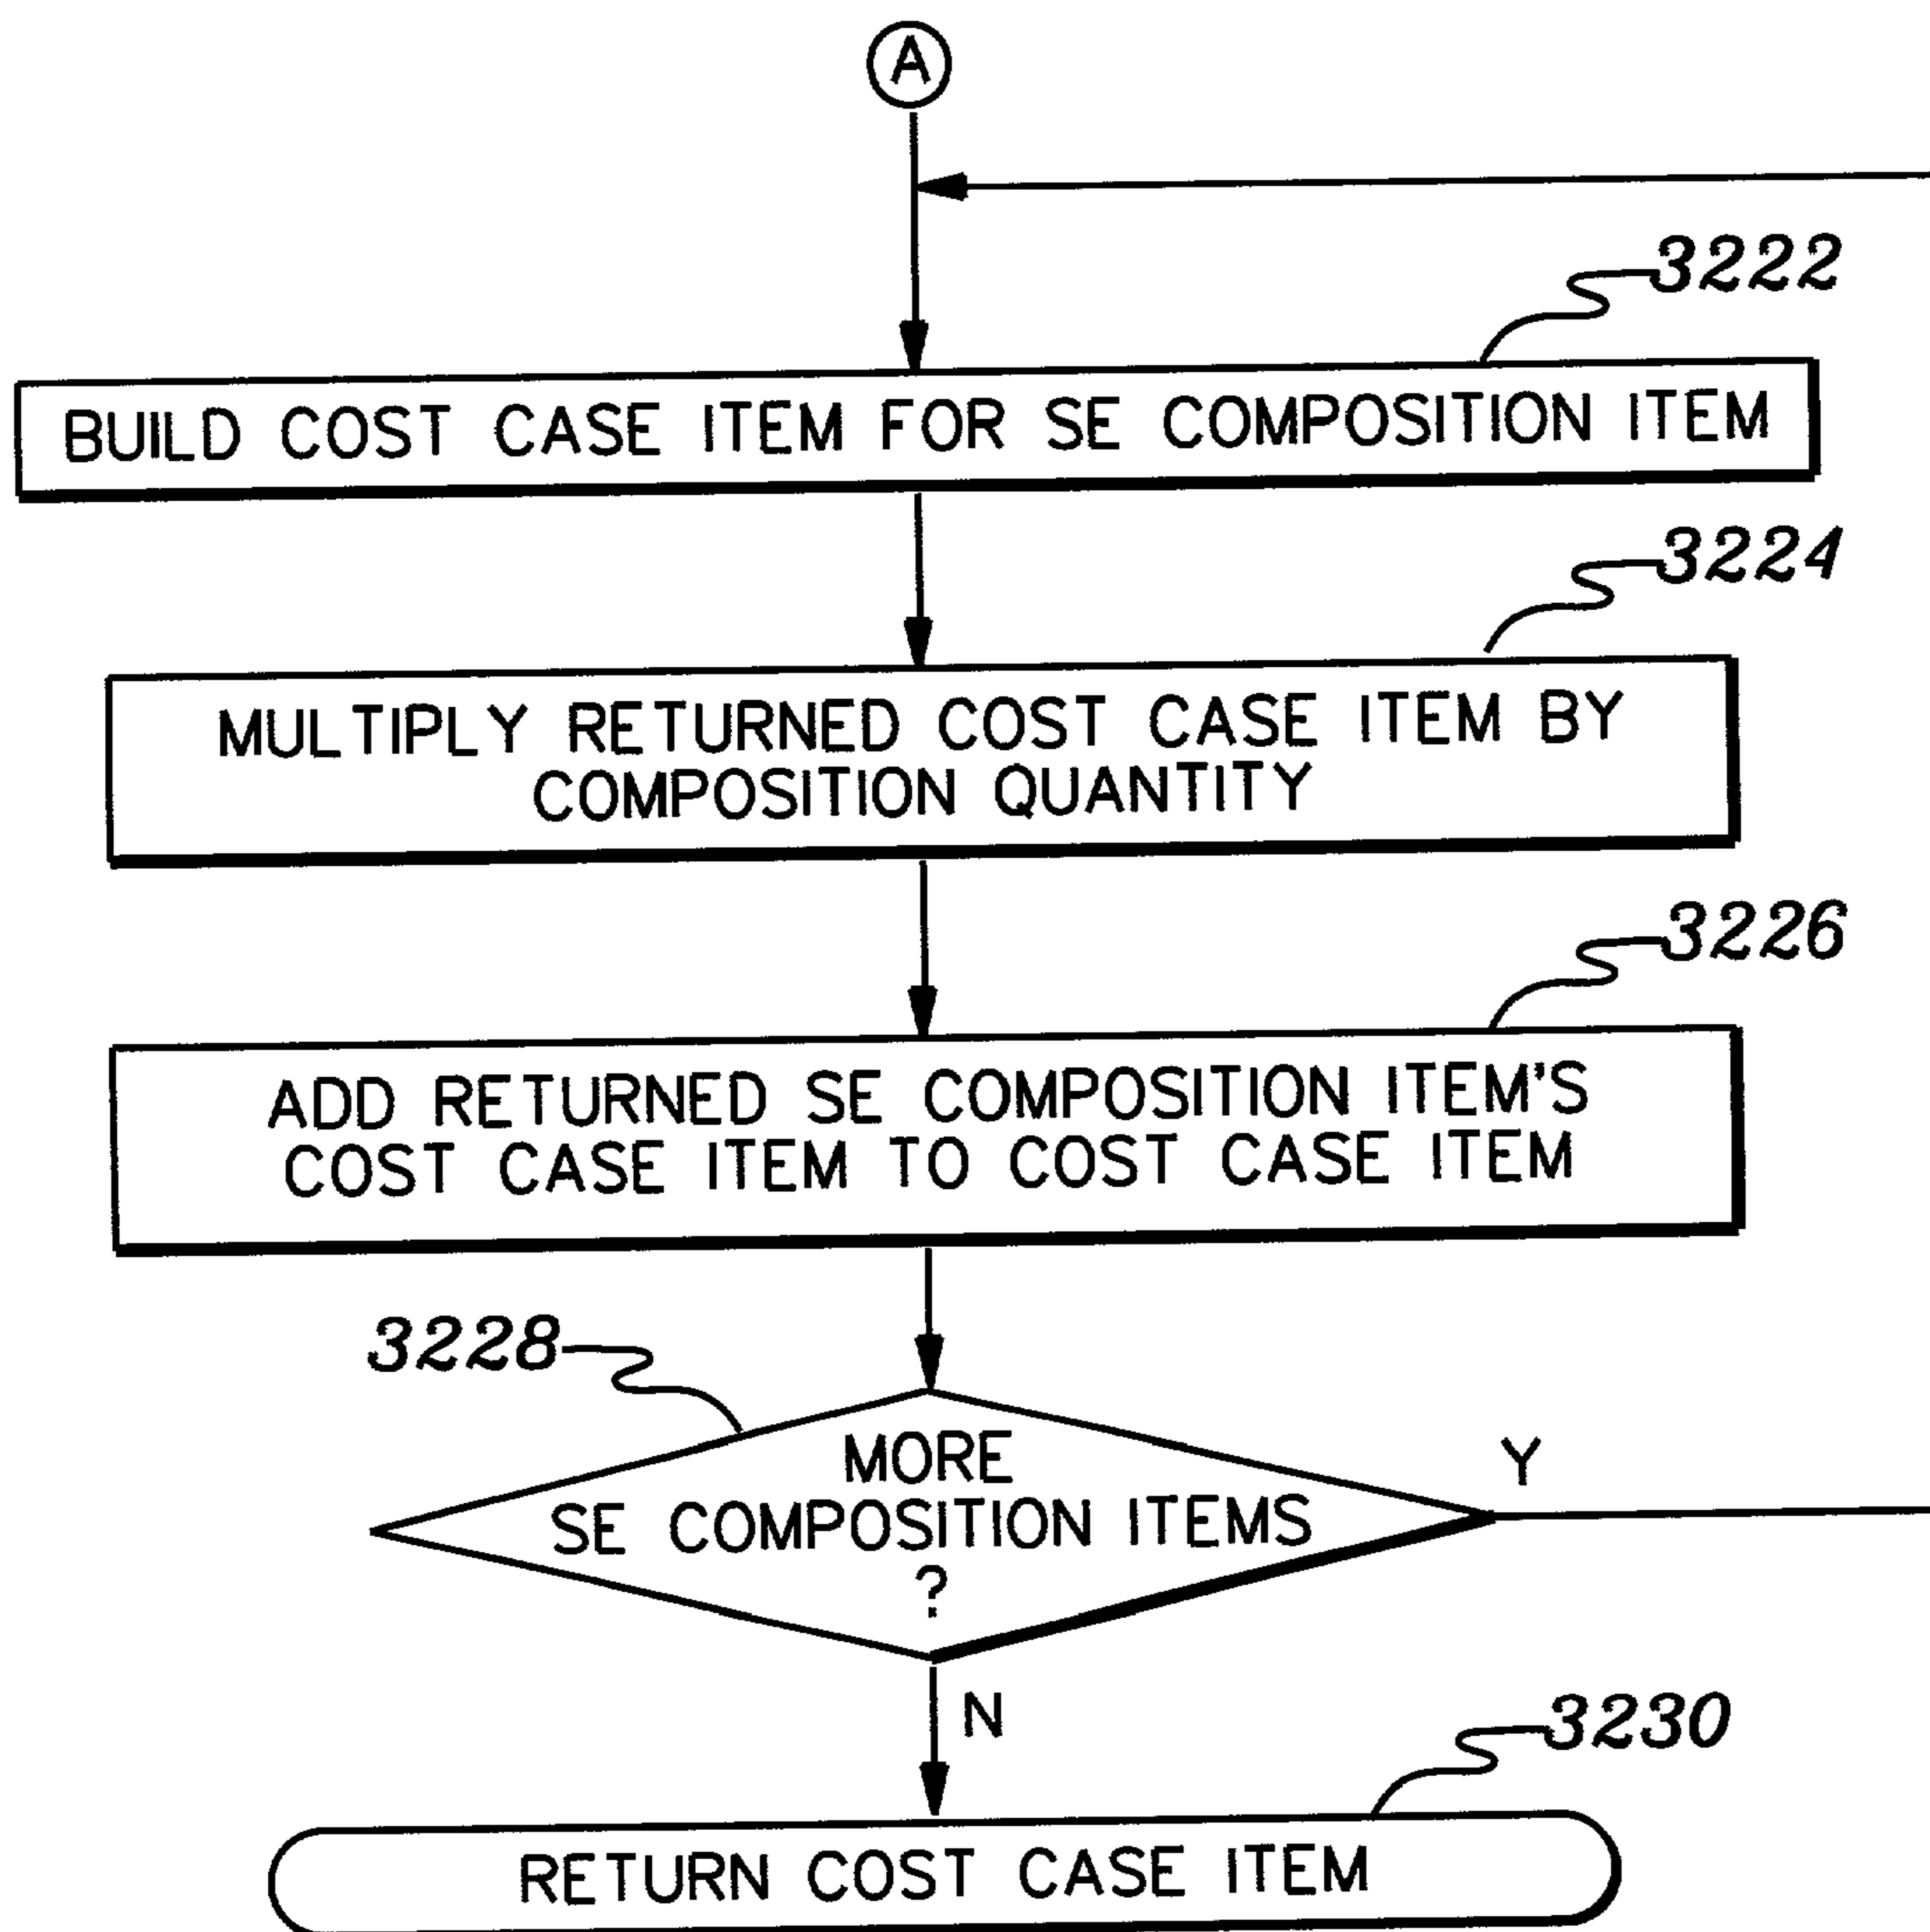 A
3222
BUILD COST CASE ITEM FOR SE COMPOSITION ITEM
3224
MULTIPLY RETURNED COST CASE ITEM BY
COMPOSITION QUANTITY
3226
ADD RETURNED SE COMPOSITION ITEM'S
COST CASE ITEM TO COST CASE ITEM
3228
MORE
SE COMPOSITION ITEMS
?
Y
N
3230
RETURN COST CASE ITEM